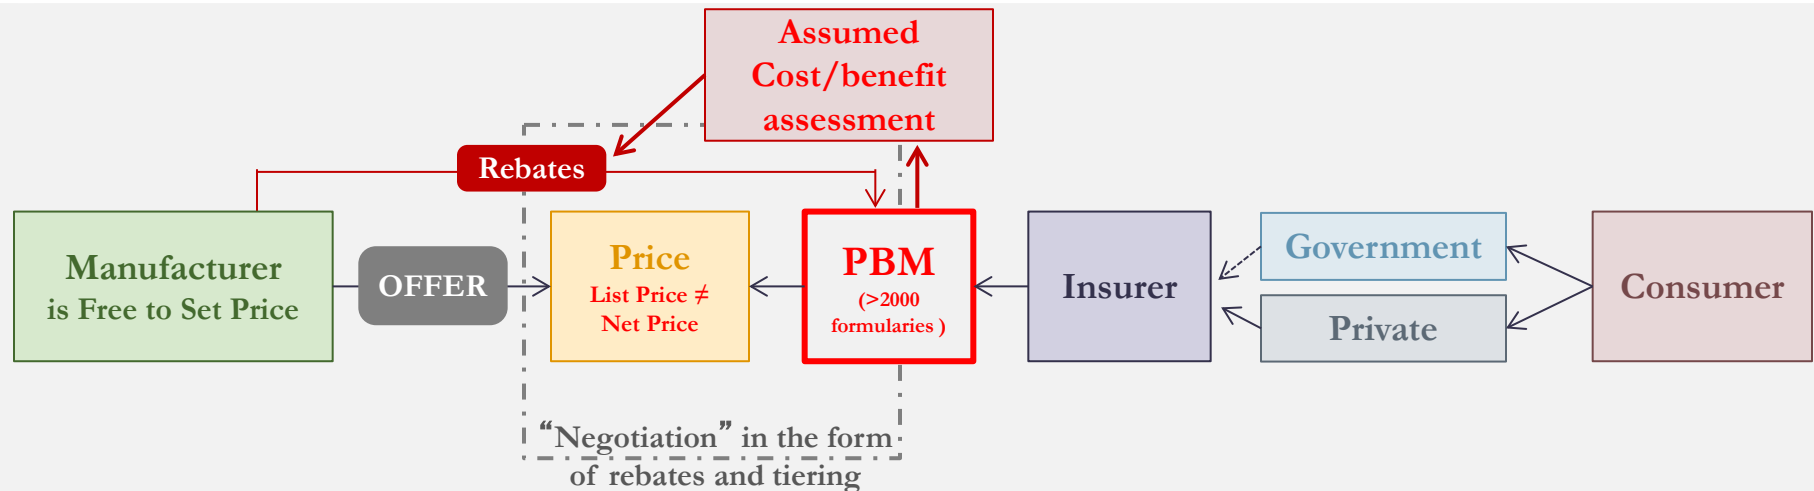 Assumed
Cost/benefit
assessment
Rebates
Manufacturer
is Free to Set Price
OFFER
Price
List Price ≠
Net Price
PBM
(>2000
formularies )
Insurer
Government
Private
Consumer
“Negotiation” in the form
of rebates and tiering